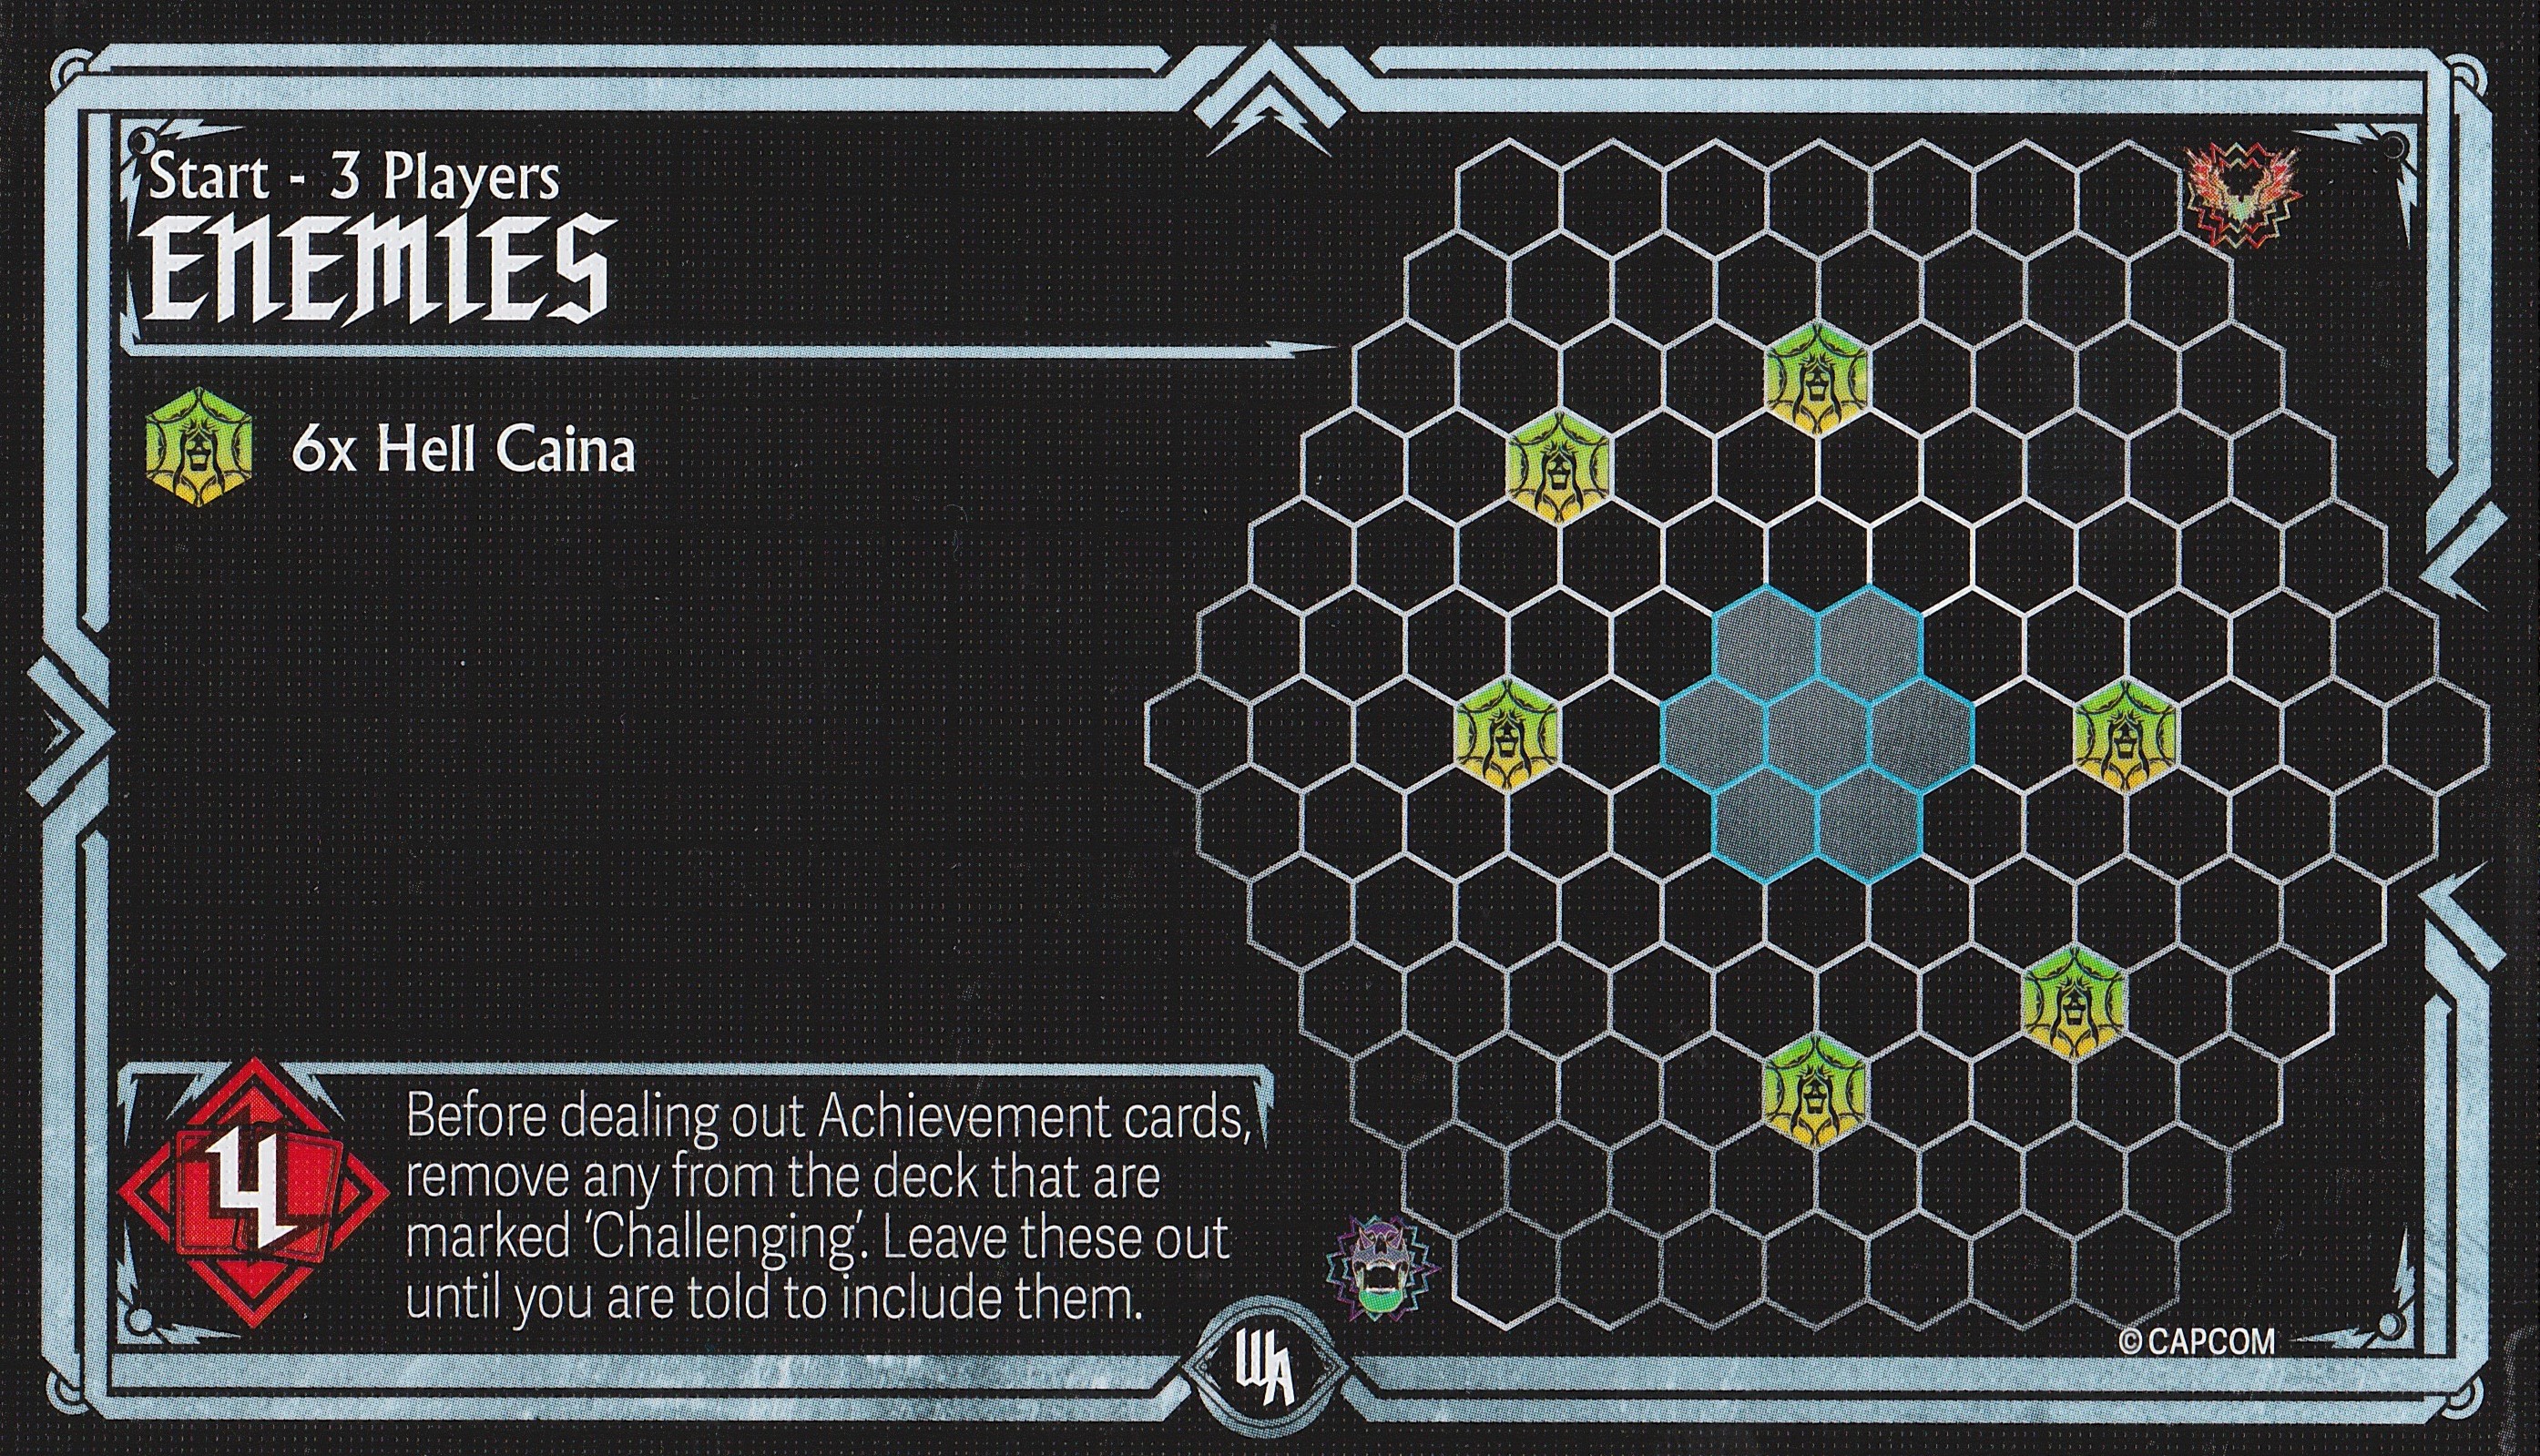 Start - 3 Players
ENEMIES
6x Hell Caina
4
Before dealing out Achievement cards,
remove any from the deck that are
marked 'Challenging'. Leave these out
until you are told to include them.
WA
© CAPCOM